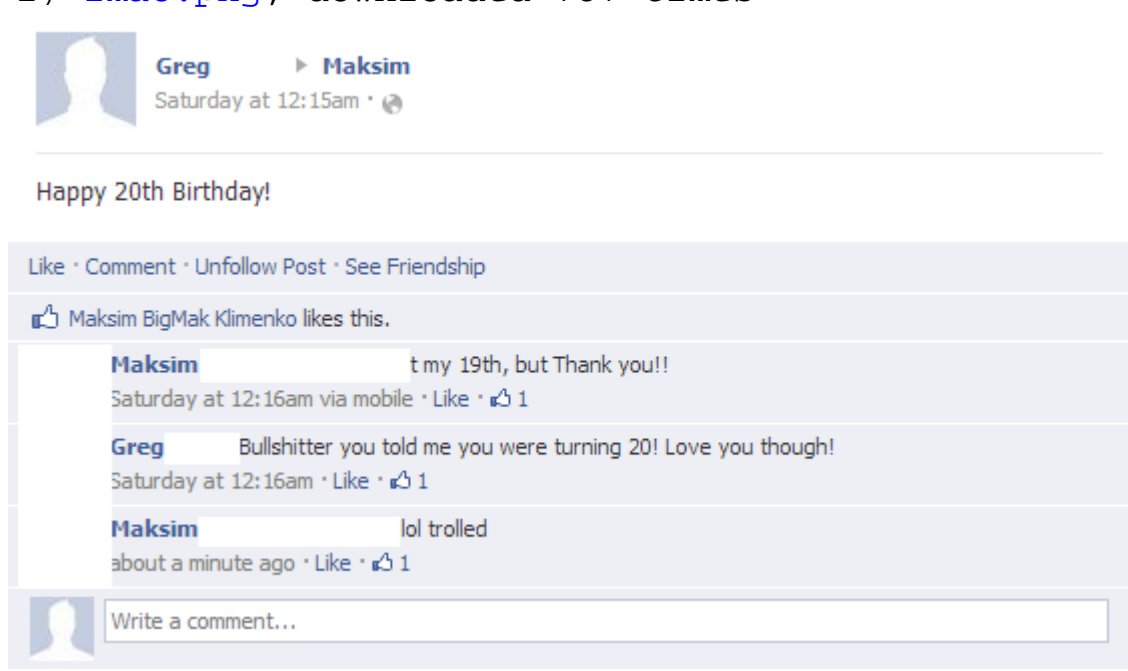 Greg Maksim
Saturday at 12:15am ·
Happy 20th Birthday!
Like · Comment · Unfollow Post · See Friendship
Maksim BigMak Klimenko likes this.
Maksim t my 19th, but Thank you!!
Saturday at 12:16am via mobile · Like · 1
Greg Bullshitter you told me you were turning 20! Love you though!
Saturday at 12:16am · Like · 1
Maksim lol trolled
about a minute ago · Like · 1
Write a comment...